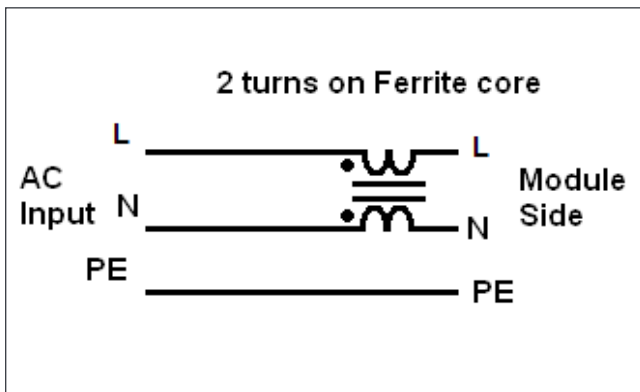 2 turns on Ferrite core
L
L
AC
Input
N
N
Module
Side
PE
PE